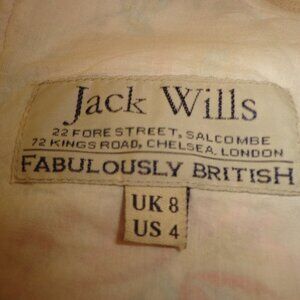 Jack Wills
22 FORE STREET, SALCOMBE
72 KINGS ROAD, CHELSEA, LONDON
FABULOUSLY BRITISH
UK 8
US 4